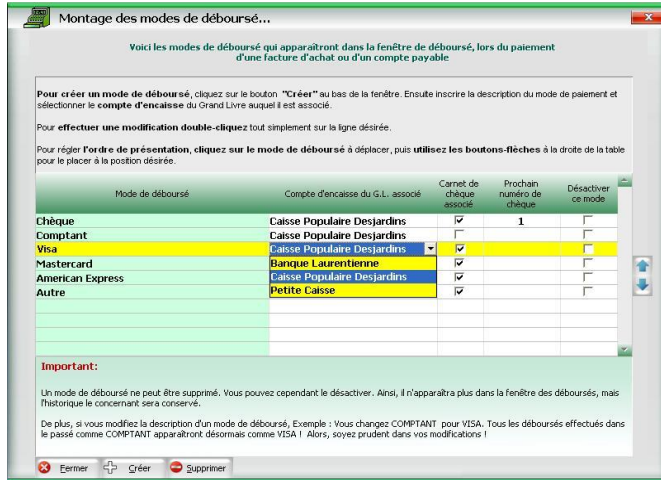 Montage des modes de déboursé...
Voici les modes de déboursé qui apparaîtront dans la fenêtre de déboursé, lors du paiement
d'une facture d'achat ou d'un compte payable
Pour créer un mode de déboursé, cliquez sur le bouton "Créer" au bas de la fenêtre. Ensuite inscrire la description du mode de paiement et
sélectionner le compte d'encaisse du Grand Livre auquel il est associé.
Pour effectuer une modification double-cliquez tout simplement sur la ligne désirée.
Pour régler l'ordre de présentation, cliquez sur le mode de déboursé à déplacer, puis utilisez les boutons-flèches à la droite de la table
pour le placer à la position désirée.
Mode de déboursé Compte d'encaisse du G.L. associé Carnet de chèque associé Prochain numéro de chèque Désactiver ce mode
Chèque Caisse Populaire Desjardins 1
Comptant Caisse Populaire Desjardins
Visa Caisse Populaire Desjardins
Mastercard Banque Laurentienne
American Express Caisse Populaire Desjardins
Autre Petite Caisse
Important:
Un mode de déboursé ne peut être supprimé. Vous pouvez cependant le désactiver. Ainsi, il n'apparaîtra plus dans la fenêtre des déboursés, mais
l'historique le concernant sera conservé.
De plus, si vous modifiez la description d'un mode de déboursé, Exemple : Vous changez COMPTANT pour VISA. Tous les déboursés effectués dans
le passé comme COMPTANT apparaîtront désormais comme VISA ! Alors, soyez prudent dans vos modifications !
Fermer Créer Supprimer